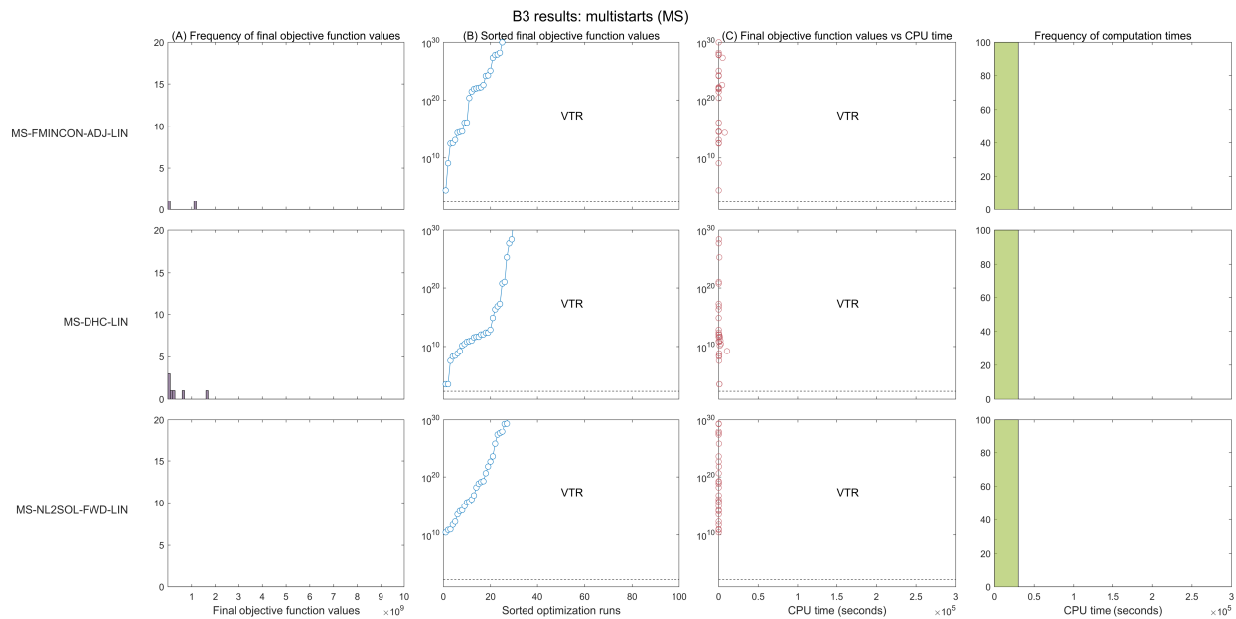 B3 results: multistarts (MS)
(A) Frequency of final objective function values
(B) Sorted final objective function values
(C) Final objective function values vs CPU time
Frequency of computation times
MS-FMINCON-ADJ-LIN
20
15
10
5
0
10^30
10^20
10^10
VTR
10^30
10^20
10^10
VTR
100
80
60
40
20
0
MS-DHC-LIN
20
15
10
5
0
10^30
10^20
10^10
VTR
10^30
10^20
10^10
VTR
100
80
60
40
20
0
MS-NL2SOL-FWD-LIN
20
15
10
5
0
10^30
10^20
10^10
VTR
10^30
10^20
10^10
VTR
100
80
60
40
20
0
1 2 3 4 5 6 7 8 9 10
×10^9
Final objective function values
0 20 40 60 80 100
Sorted optimization runs
0 0.5 1 1.5 2 2.5 3
×10^5
CPU time (seconds)
0 1 2 3
×10^5
CPU time (seconds)